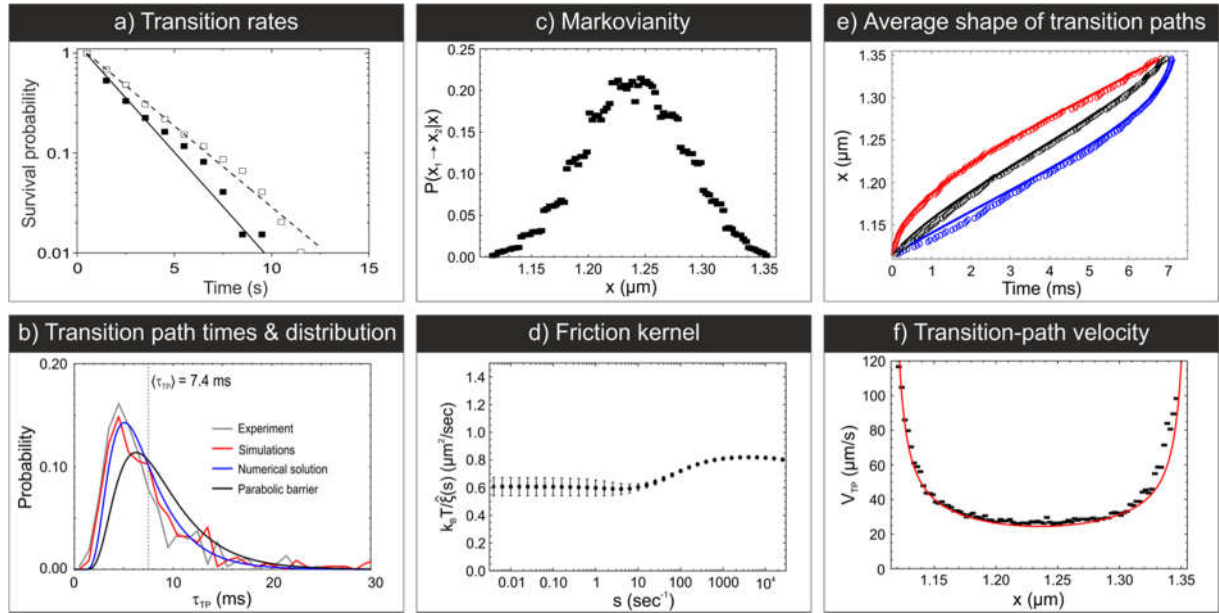 a) Transition rates
1
0.1
0.01
Survival probability
0
5
10
15
Time (s)
c) Markovianity
0.25
0.20
0.15
0.10
0.05
0.00
P(x₁→ x₂|x)
1.15
1.20
1.25
1.30
1.35
x (µm)
e) Average shape of transition paths
1.35
1.30
1.25
1.20
1.15
x (µm)
0
1
2
3
4
5
6
7
Time (ms)
b) Transition path times & distribution
0.20
0.10
0.00
Probability
⟨τTP⟩ = 7.4 ms
Experiment
Simulations
Numerical solution
Parabolic barrier
0
10
20
30
τTP (ms)
d) Friction kernel
1.4
1.2
1.0
0.8
0.6
0.4
0.2
0.0
kBT/ξ̂(s) (µm²/sec)
0.01
0.10
1
10
100
1000
s (sec⁻¹)
f) Transition-path velocity
120
100
80
60
40
20
0
VTP (µm/s)
1.15
1.20
1.25
1.30
1.35
x (µm)